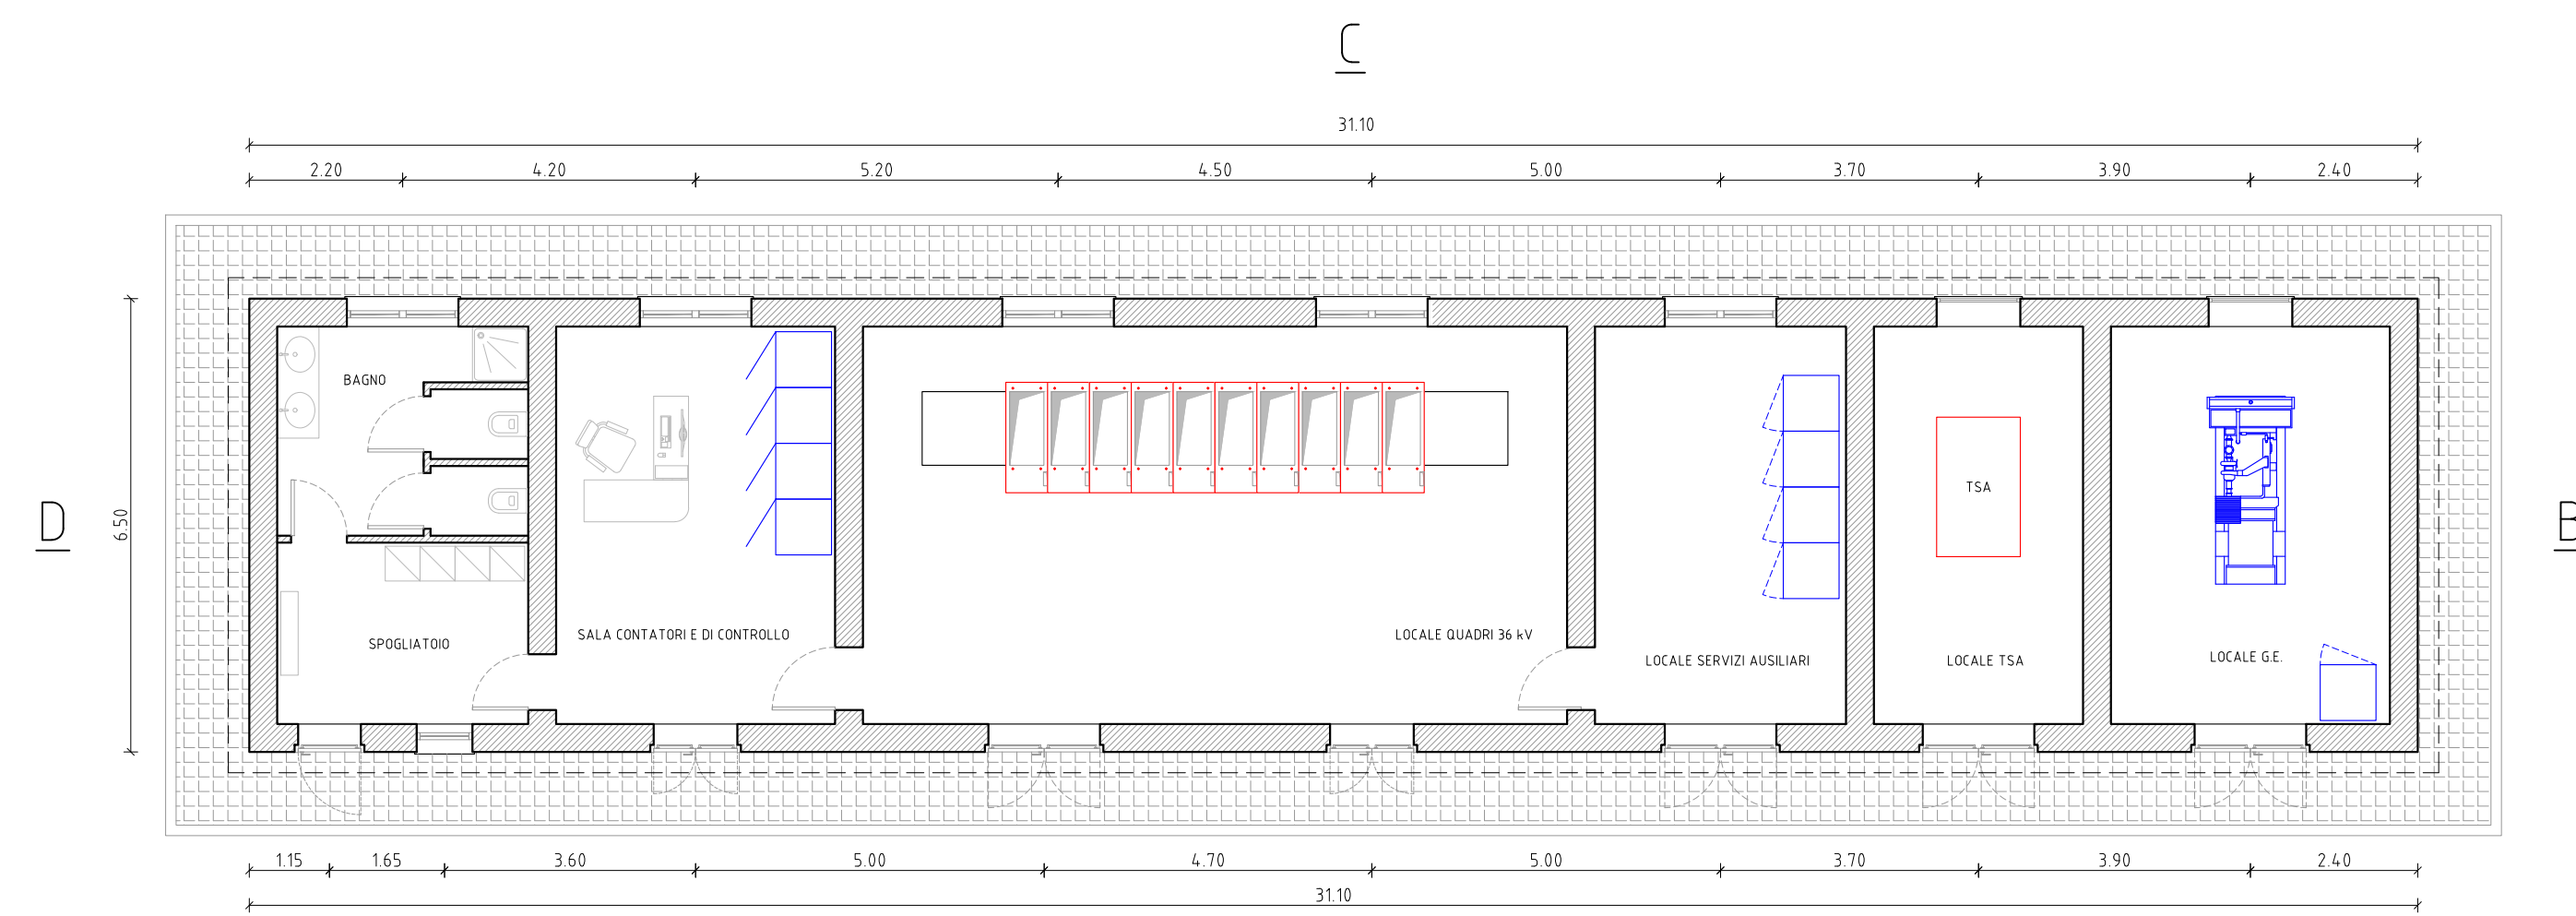 C
31.10
2.20 4.20 5.20 4.50 5.00 3.70 3.90 2.40
BAGNO
TSA
D
6.50
B
SPOGLIATOIO
SALA CONTATORI E DI CONTROLLO
LOCALE QUADRI 36 kV
LOCALE SERVIZI AUSILIARI
LOCALE TSA
LOCALE G.E.
1.15 1.65 3.60 5.00 4.70 5.00 3.70 3.90 2.40
31.10